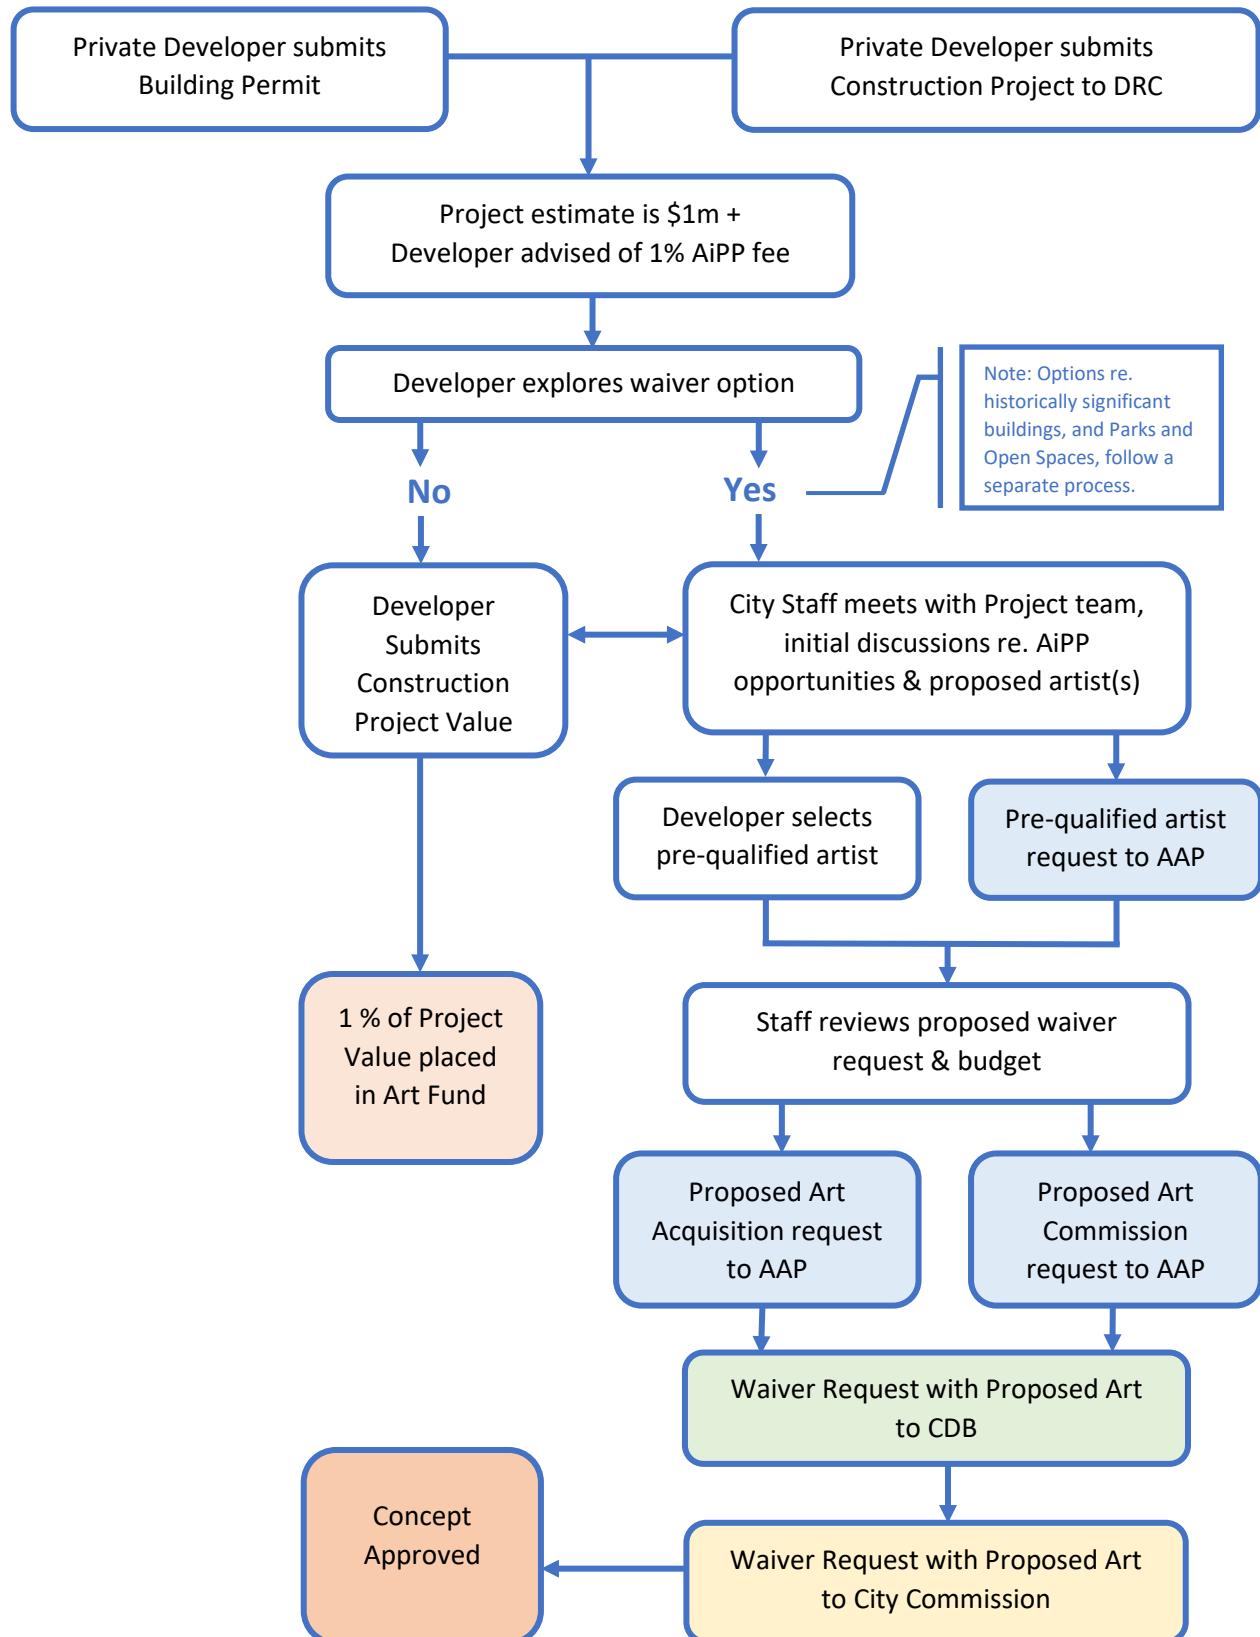 Private Developer submits
Building Permit
Private Developer submits
Construction Project to DRC
Project estimate is $1m +
Developer advised of 1% AiPP fee
Developer explores waiver option
Note: Options re.
historically significant
buildings, and Parks and
Open Spaces, follow a
separate process.
No
Yes
Developer
Submits
Construction
Project Value
City Staff meets with Project team,
initial discussions re. AiPP
opportunities & proposed artist(s)
Developer selects
pre-qualified artist
Pre-qualified artist
request to AAP
1 % of Project
Value placed
in Art Fund
Staff reviews proposed waiver
request & budget
Proposed Art
Acquisition request
to AAP
Proposed Art
Commission
request to AAP
Waiver Request with Proposed Art
to CDB
Concept
Approved
Waiver Request with Proposed Art
to City Commission